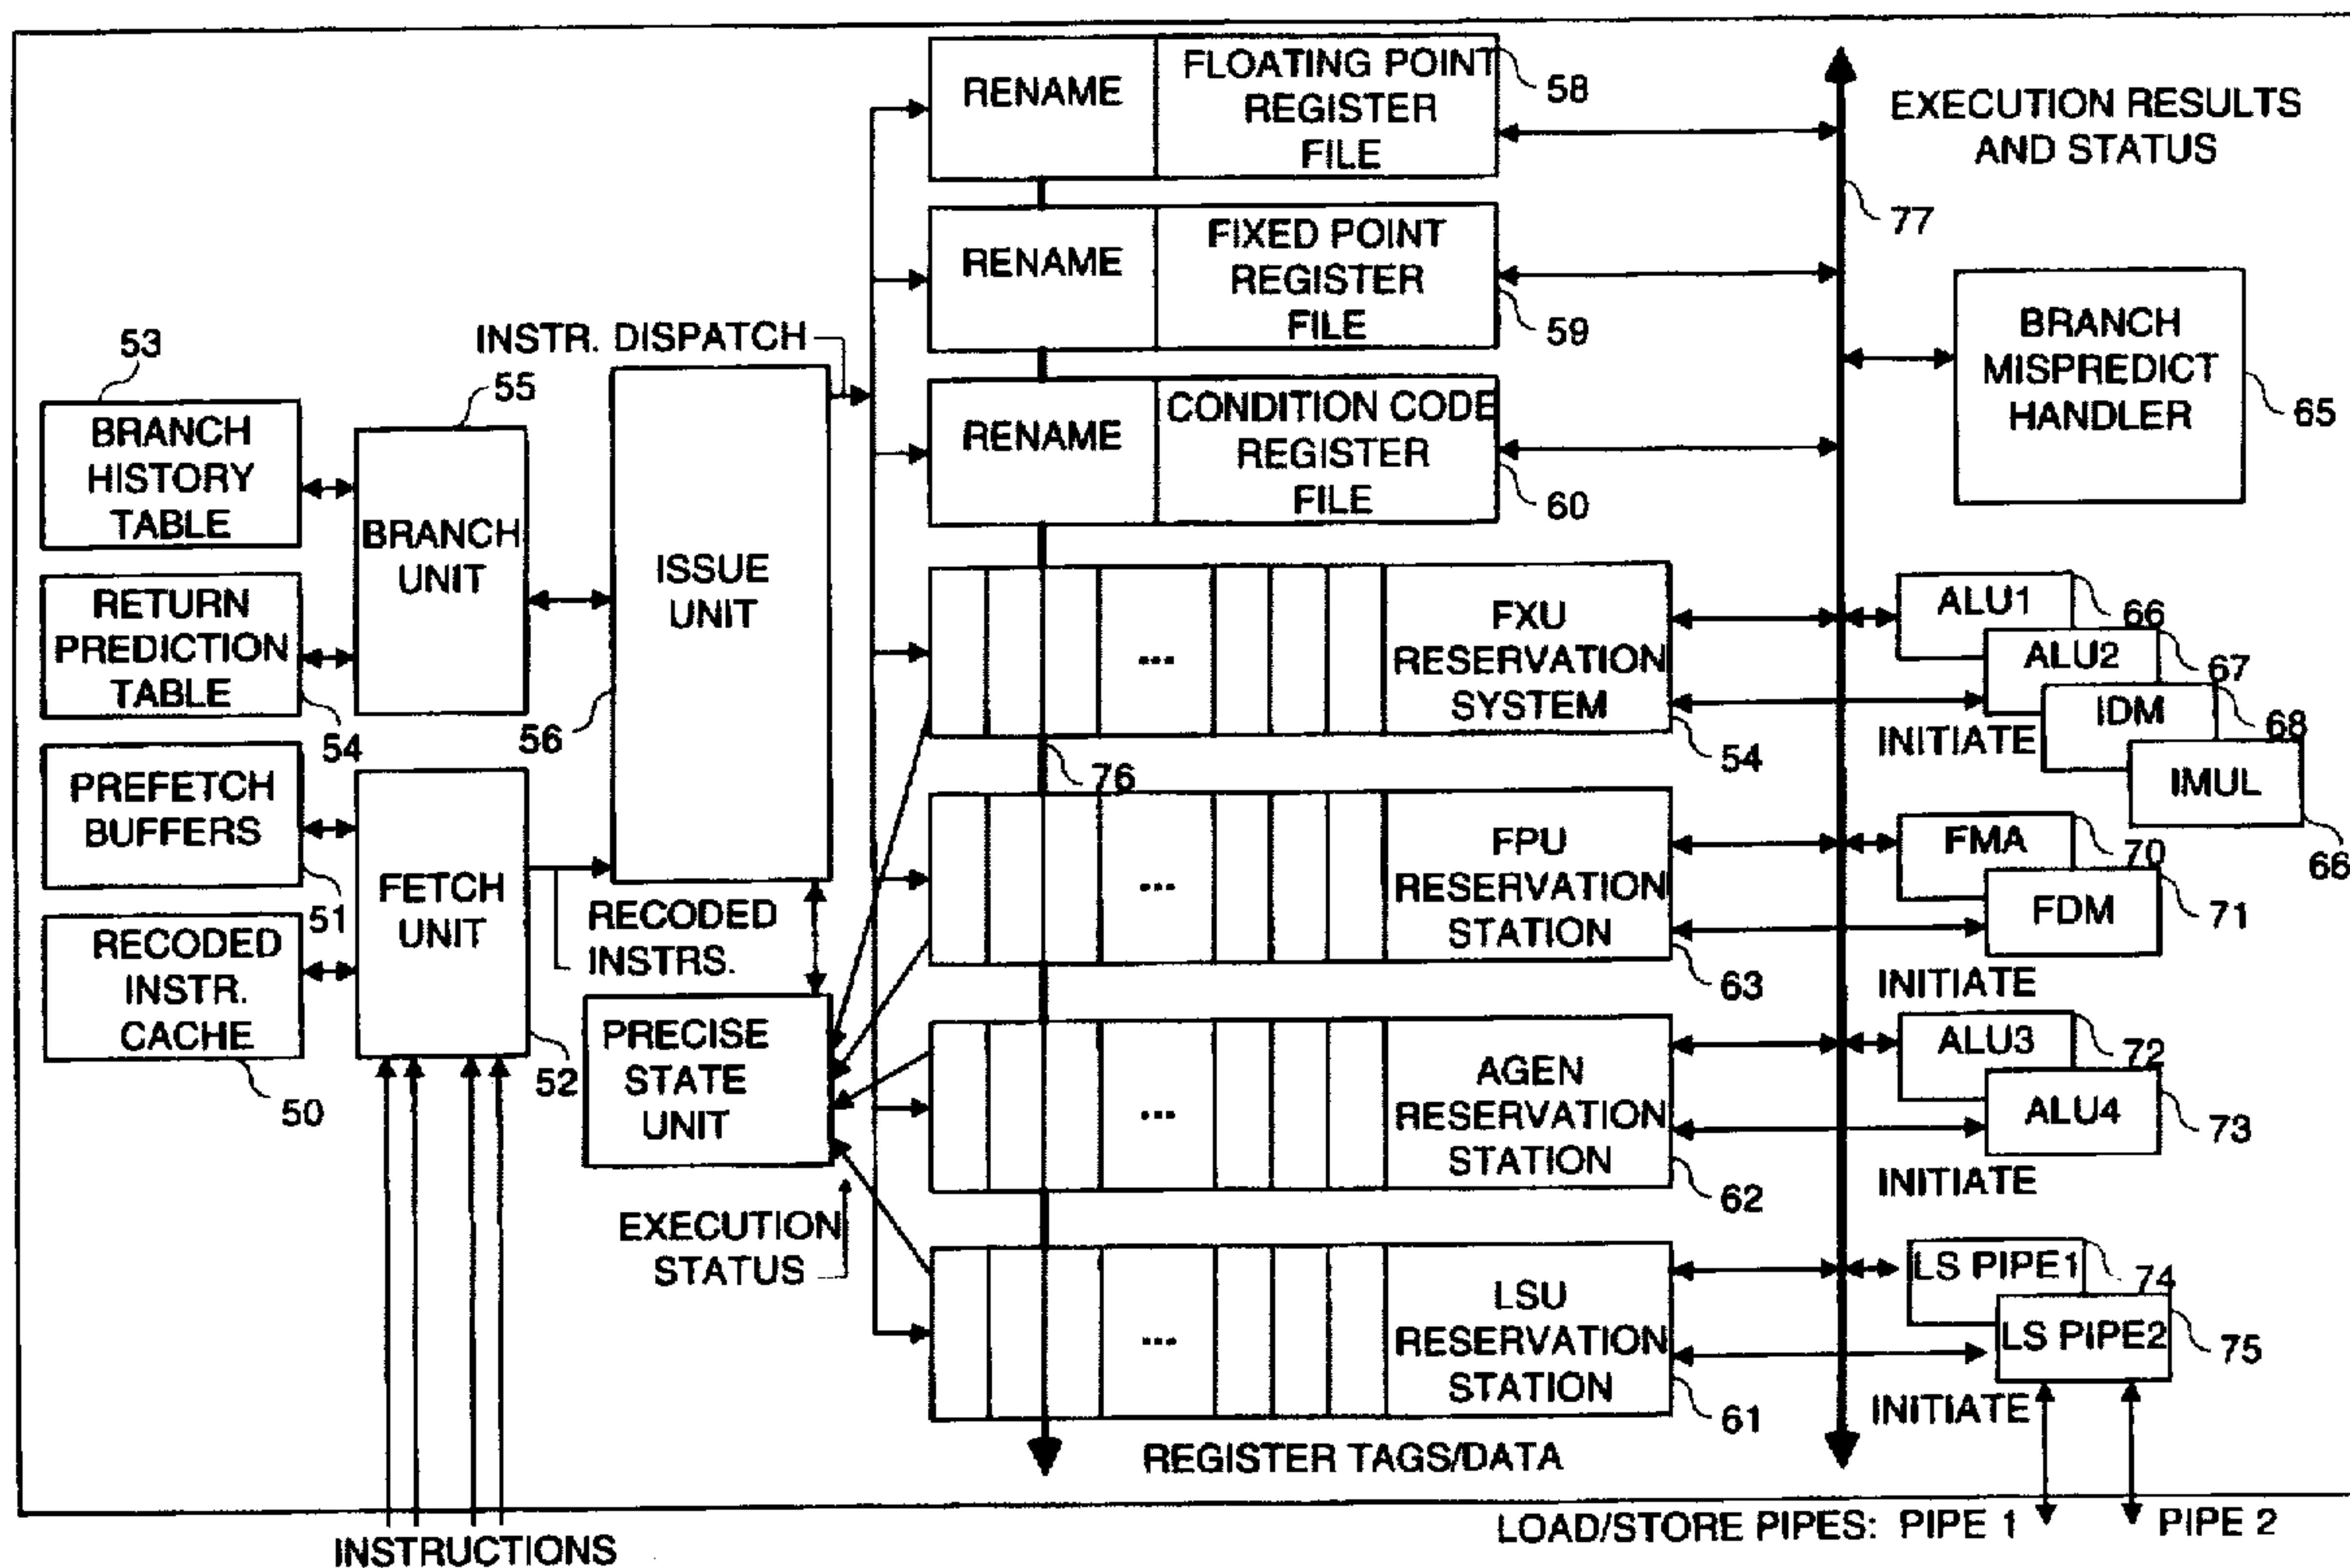 RENAME
FLOATING POINT
REGISTER
FILE
58
EXECUTION RESULTS
AND STATUS
77
RENAME
FIXED POINT
REGISTER
FILE
59
INSTR. DISPATCH
RENAME
CONDITION CODE
REGISTER
FILE
60
BRANCH
MISPREDICT
HANDLER
65
53
BRANCH
HISTORY
TABLE
55
BRANCH
UNIT
RETURN
PREDICTION
TABLE
54
ISSUE
UNIT
56
PREFETCH
BUFFERS
51
FETCH
UNIT
52
RECODED
INSTR.
CACHE
50
RECODED
INSTRS.
PRECISE
STATE
UNIT
EXECUTION
STATUS
...
FXU
RESERVATION
SYSTEM
54
76
ALU1
66
ALU2
67
IDM
68
IMUL
66
INITIATE
...
FPU
RESERVATION
STATION
63
FMA
70
FDM
71
INITIATE
...
AGEN
RESERVATION
STATION
62
ALU3
72
ALU4
73
INITIATE
...
LSU
RESERVATION
STATION
61
LS PIPE1
74
LS PIPE2
75
INITIATE
REGISTER TAGS/DATA
LOAD/STORE PIPES: PIPE 1
PIPE 2
INSTRUCTIONS